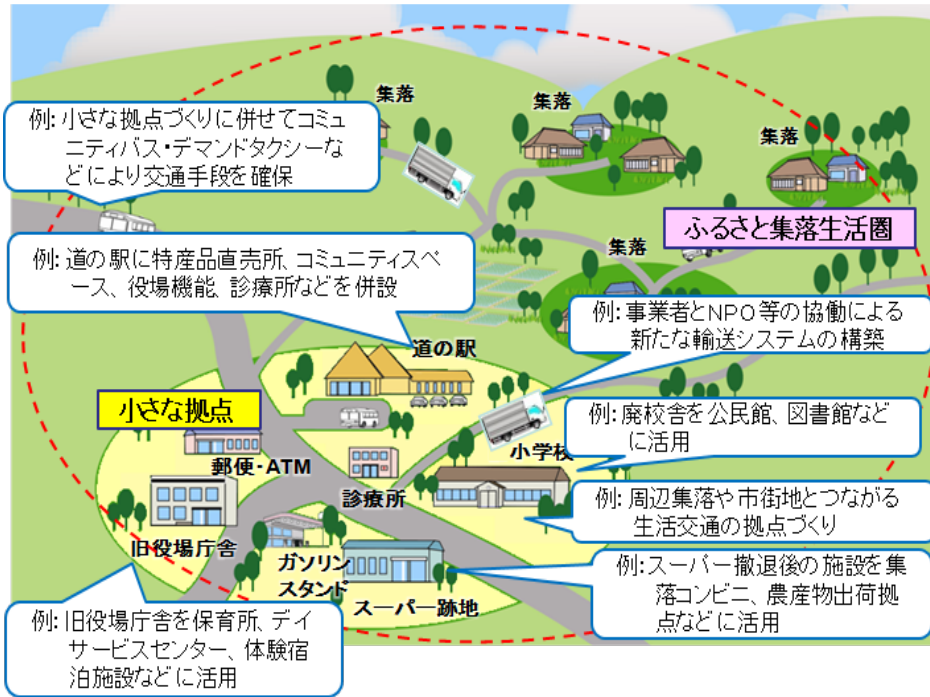 集落
集落
集落
例：小さな拠点づくりに併せてコミュ
ニティバス・デマンドタクシーな
どにより交通手段を確保
ふるさと集落生活圏
集落
例：道の駅に特産品直売所、コミュニティスペ
ース、役場機能、診療所などを併設
例：事業者とNPO等の協働による
新たな輸送システムの構築
道の駅
小さな拠点
例：廃校舎を公民館、図書館など
に活用
小学校
郵便・ATM
診療所
例：周辺集落や市街地とつながる
生活交通の拠点づくり
旧役場庁舎
ガソリン
スタンド
スーパー跡地
例：スーパー撤退後の施設を集
落コンビニ、農産物出荷拠
点などに活用
例：旧役場庁舎を保育所、デイ
サービスセンター、体験宿
泊施設などに活用